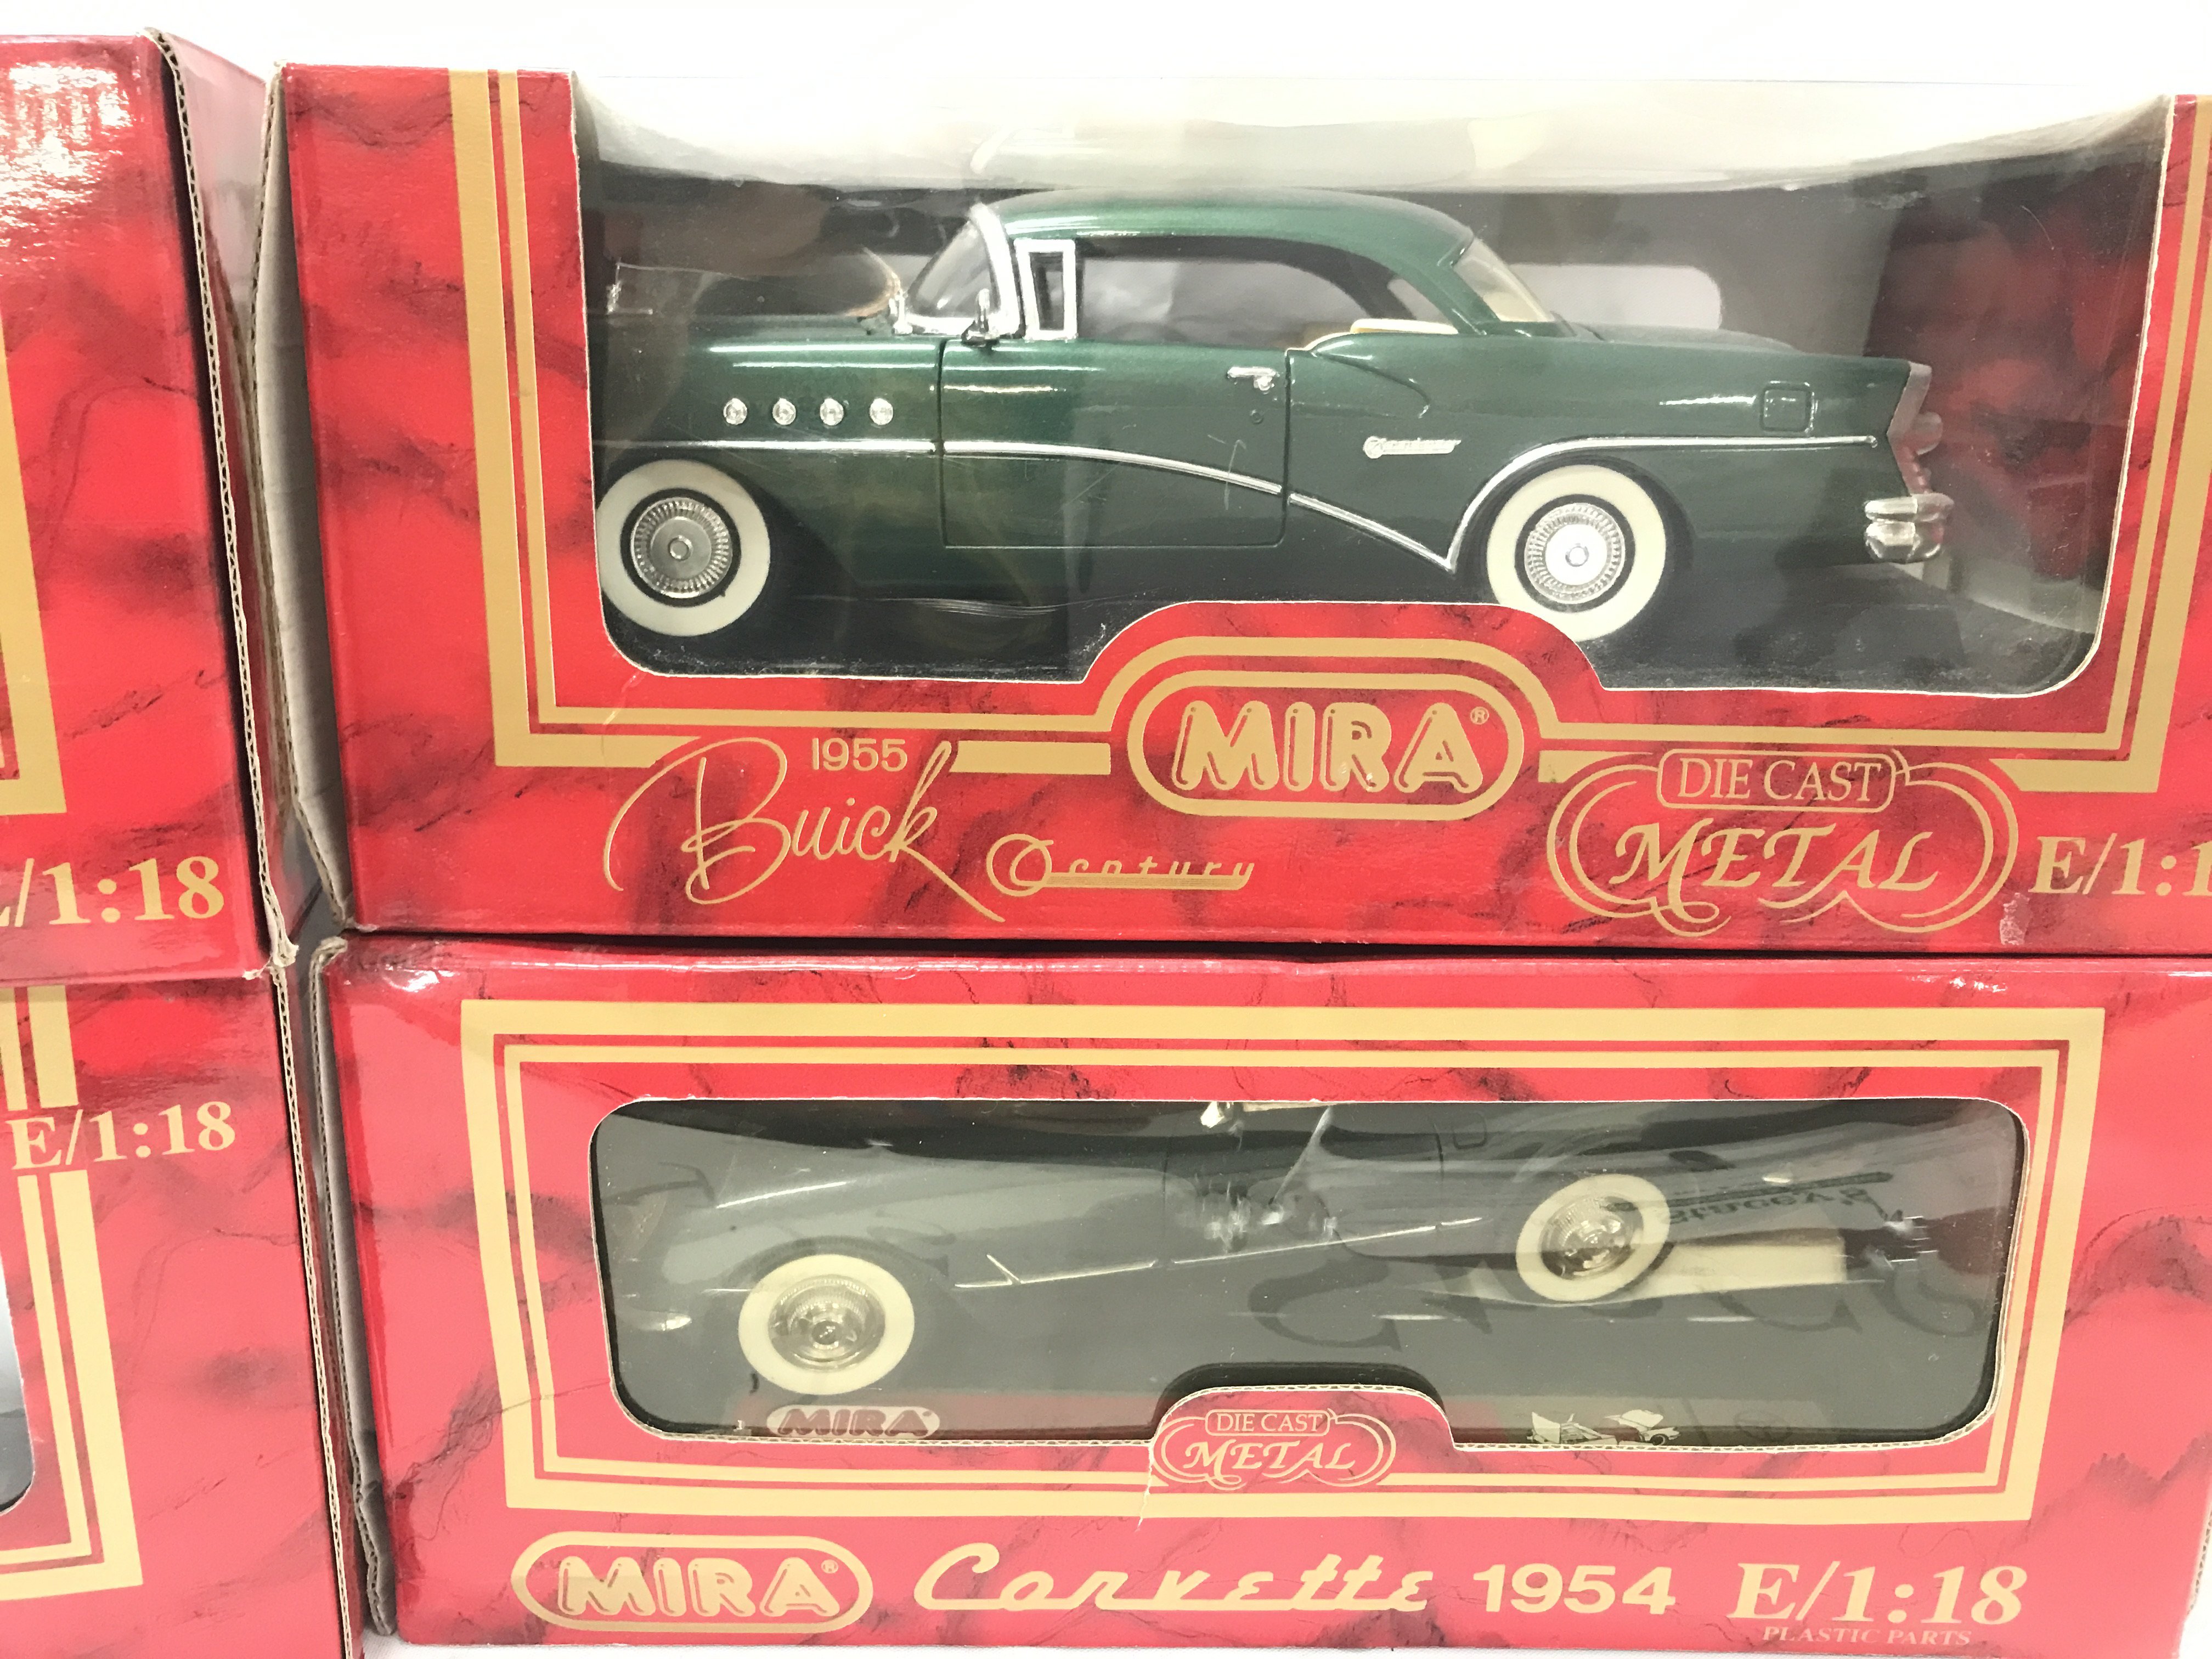 /1:18
E/1:18
1955
Buick Century
MIRA®
DIE CAST
METAL
E/1:1
MIRA®
DIE CAST
METAL
MIRA® Corvette 1954 E/1:18
PLASTIC PARTS